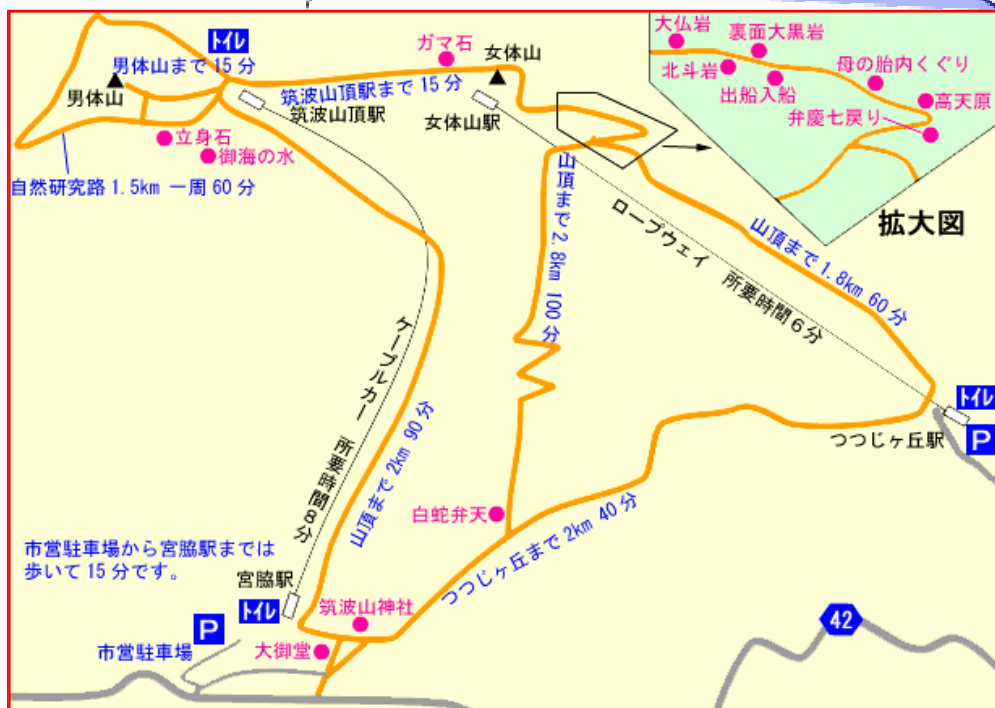 トイレ
男体山まで 15 分
男体山
筑波山頂駅
立身石
御海の水
自然研究路 1.5km 一周 60 分
ガマ石
女体山
筑波山頂駅まで 15 分
女体山駅
大仏岩
裏面大黒岩
北斗岩
出船入船
母の胎内くぐり
高天原
弁慶七戻り
拡大図
山頂まで 2.8km 100 分
ロープウェイ 所要時間 6 分
山頂まで 1.8km 60 分
トイレ
P
つつじヶ丘駅
ケーブルカー 所要時間 8 分
山頂まで 2km 90 分
白蛇弁天
つつじヶ丘まで 2km 40 分
市営駐車場から宮脇駅までは
歩いて 15 分です。
宮脇駅
トイレ
筑波山神社
P
市営駐車場
大御堂
42